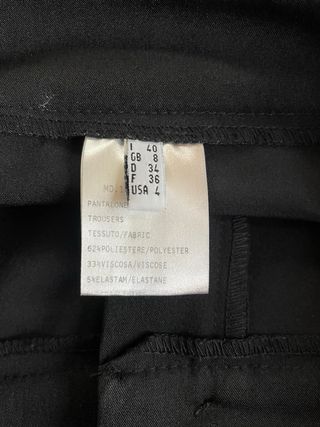 I 40
GB 8
D 34
F 36
USA 4
MD.
PANTALONE
TROUSERS
TESSUTO/FABRIC
62%POLIESTERE/POLYESTER
33%VISCOSA/VISCOSE
5%ELASTAM/ELASTANE